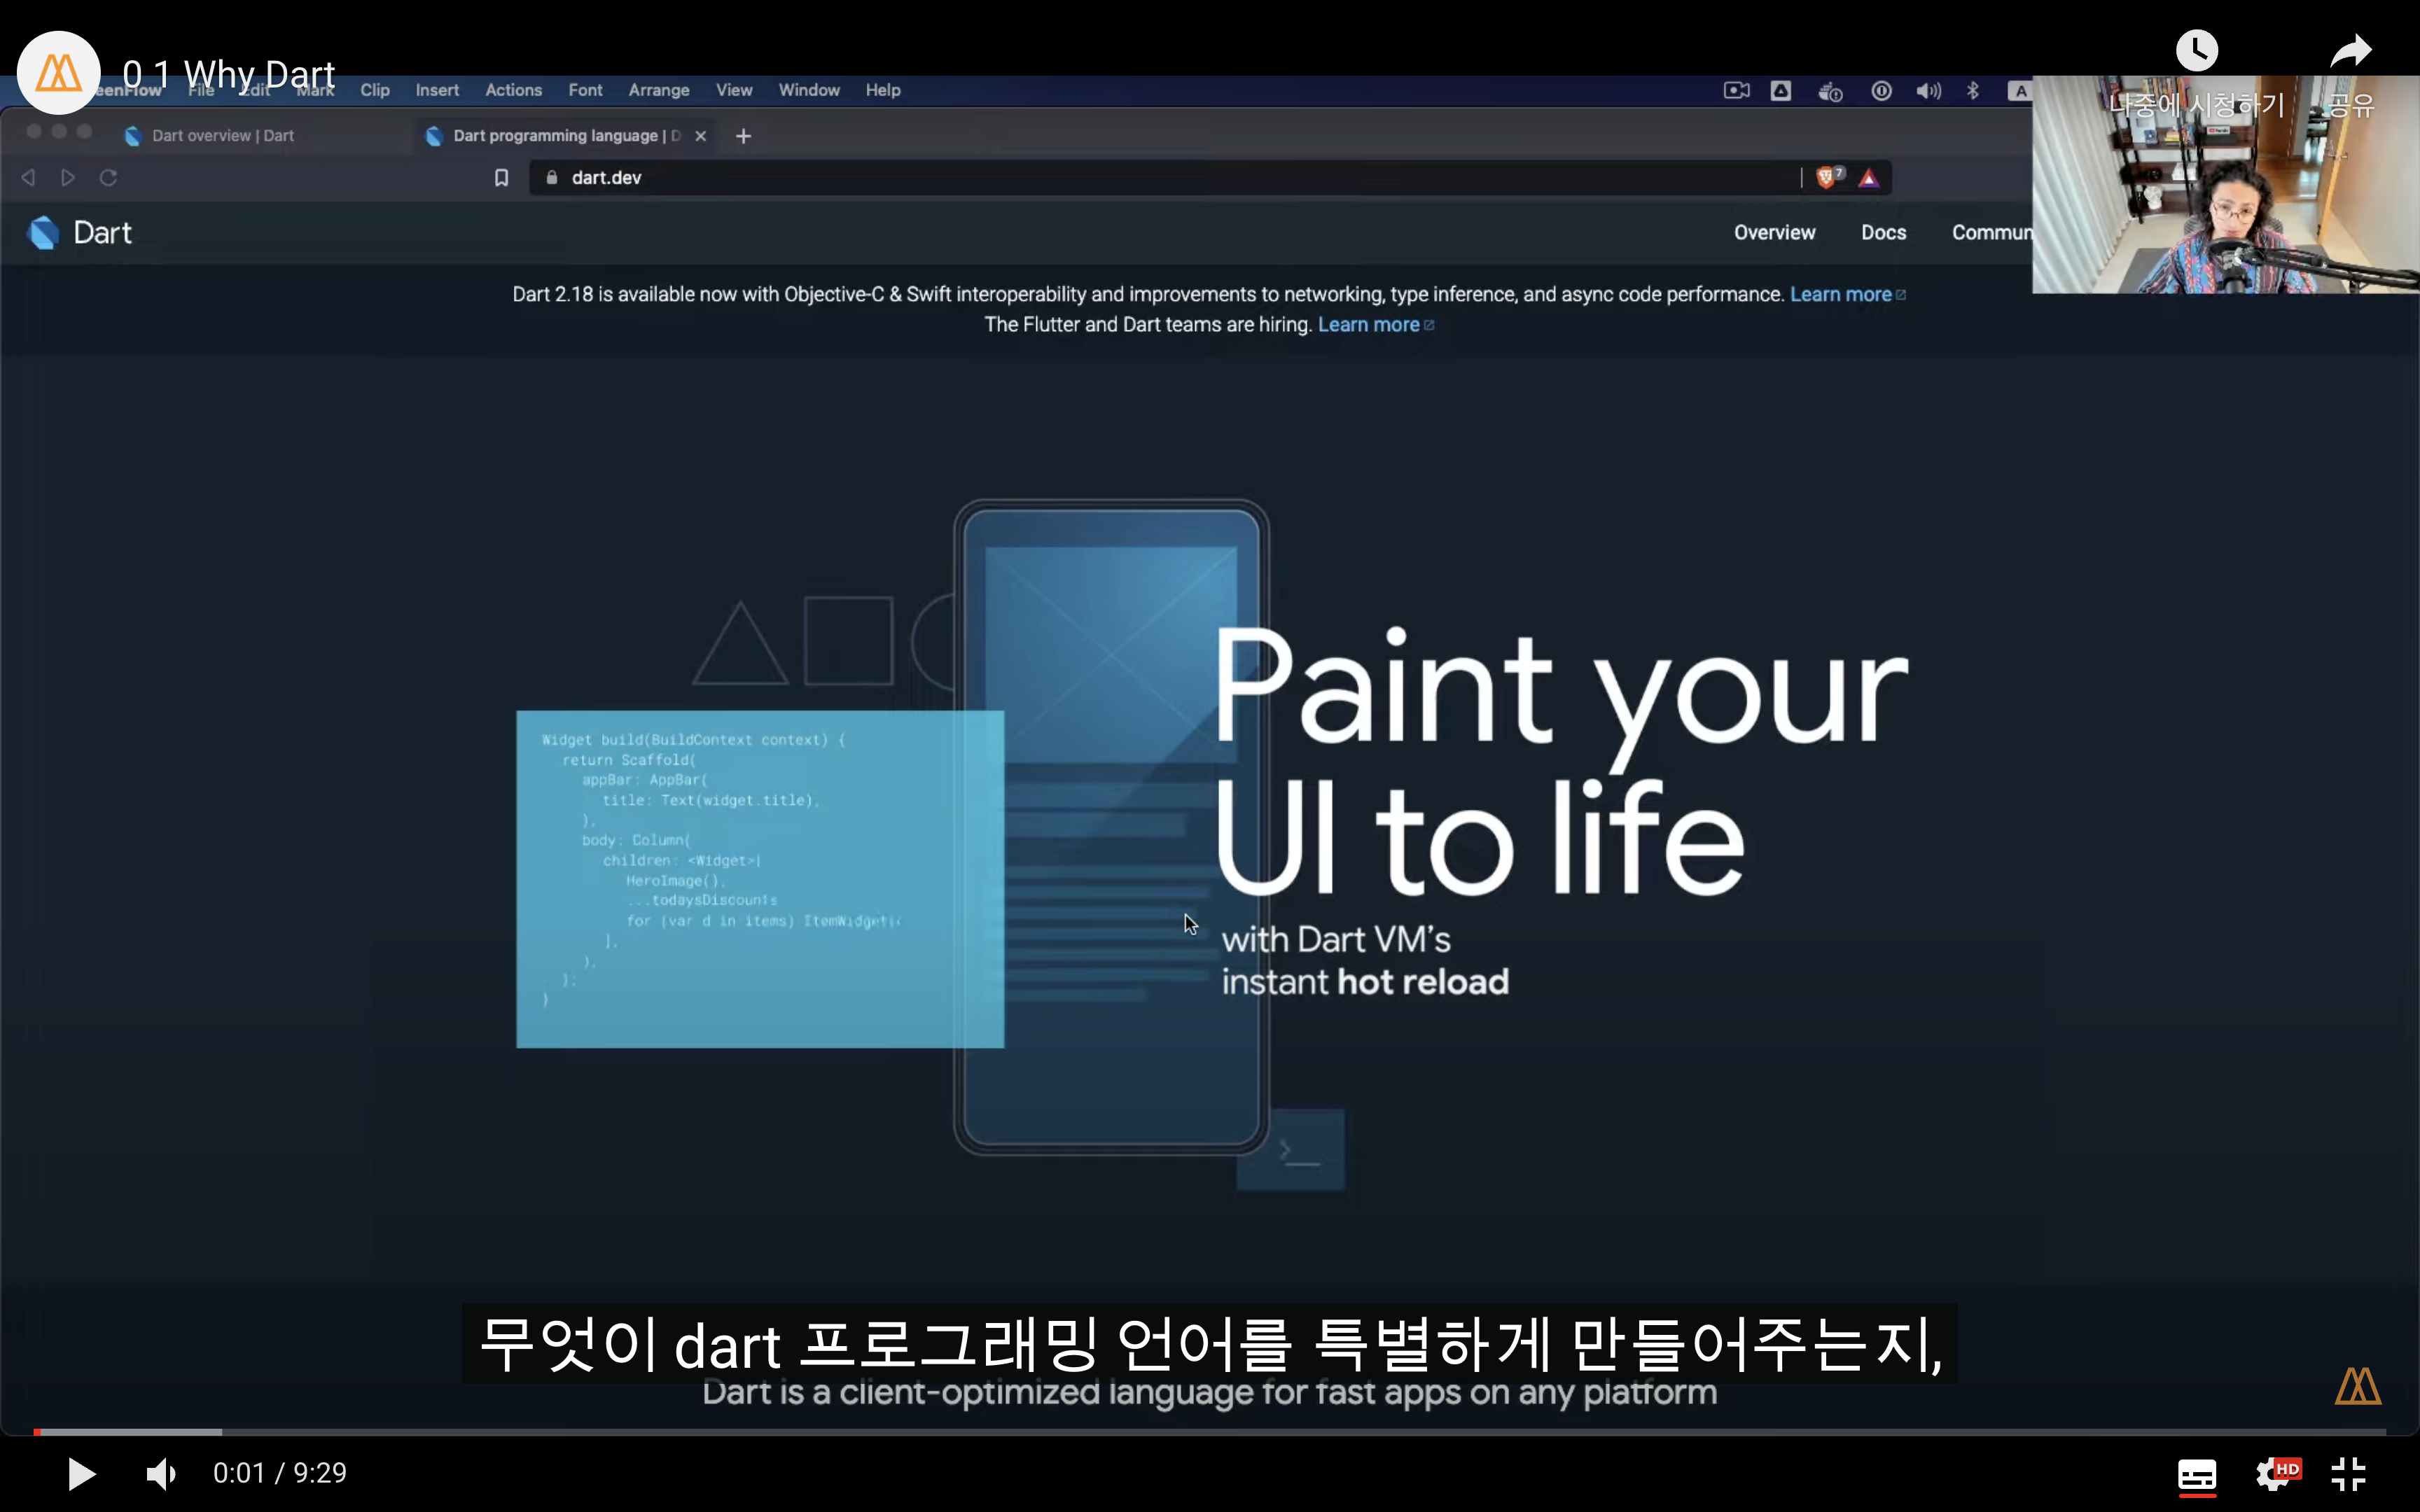 0 1 Why Dart
eenFlow File Edit Mark Clip Insert Actions Font Arrange View Window Help
A
나중에 시청하기 공유
Dart overview | Dart
Dart programming language | D
dart.dev
7
Dart
Overview Docs Commun
Dart 2.18 is available now with Objective-C & Swift interoperability and improvements to networking, type inference, and async code performance. Learn more
The Flutter and Dart teams are hiring. Learn more
Widget build(BuildContext context) {
return Scaffold(
appBar: AppBar(
title: Text(widget.title),
),
body: Column(
children: <Widget>[
HeroImage(),
...todaysDiscounts
for (var d in items) ItemWidget(
],
),
);
}
Paint your
UI to life
with Dart VM's
instant hot reload
>_
무엇이 dart 프로그래밍 언어를 특별하게 만들어주는지,
Dart is a client-optimized language for fast apps on any platform
0:01 / 9:29
HD